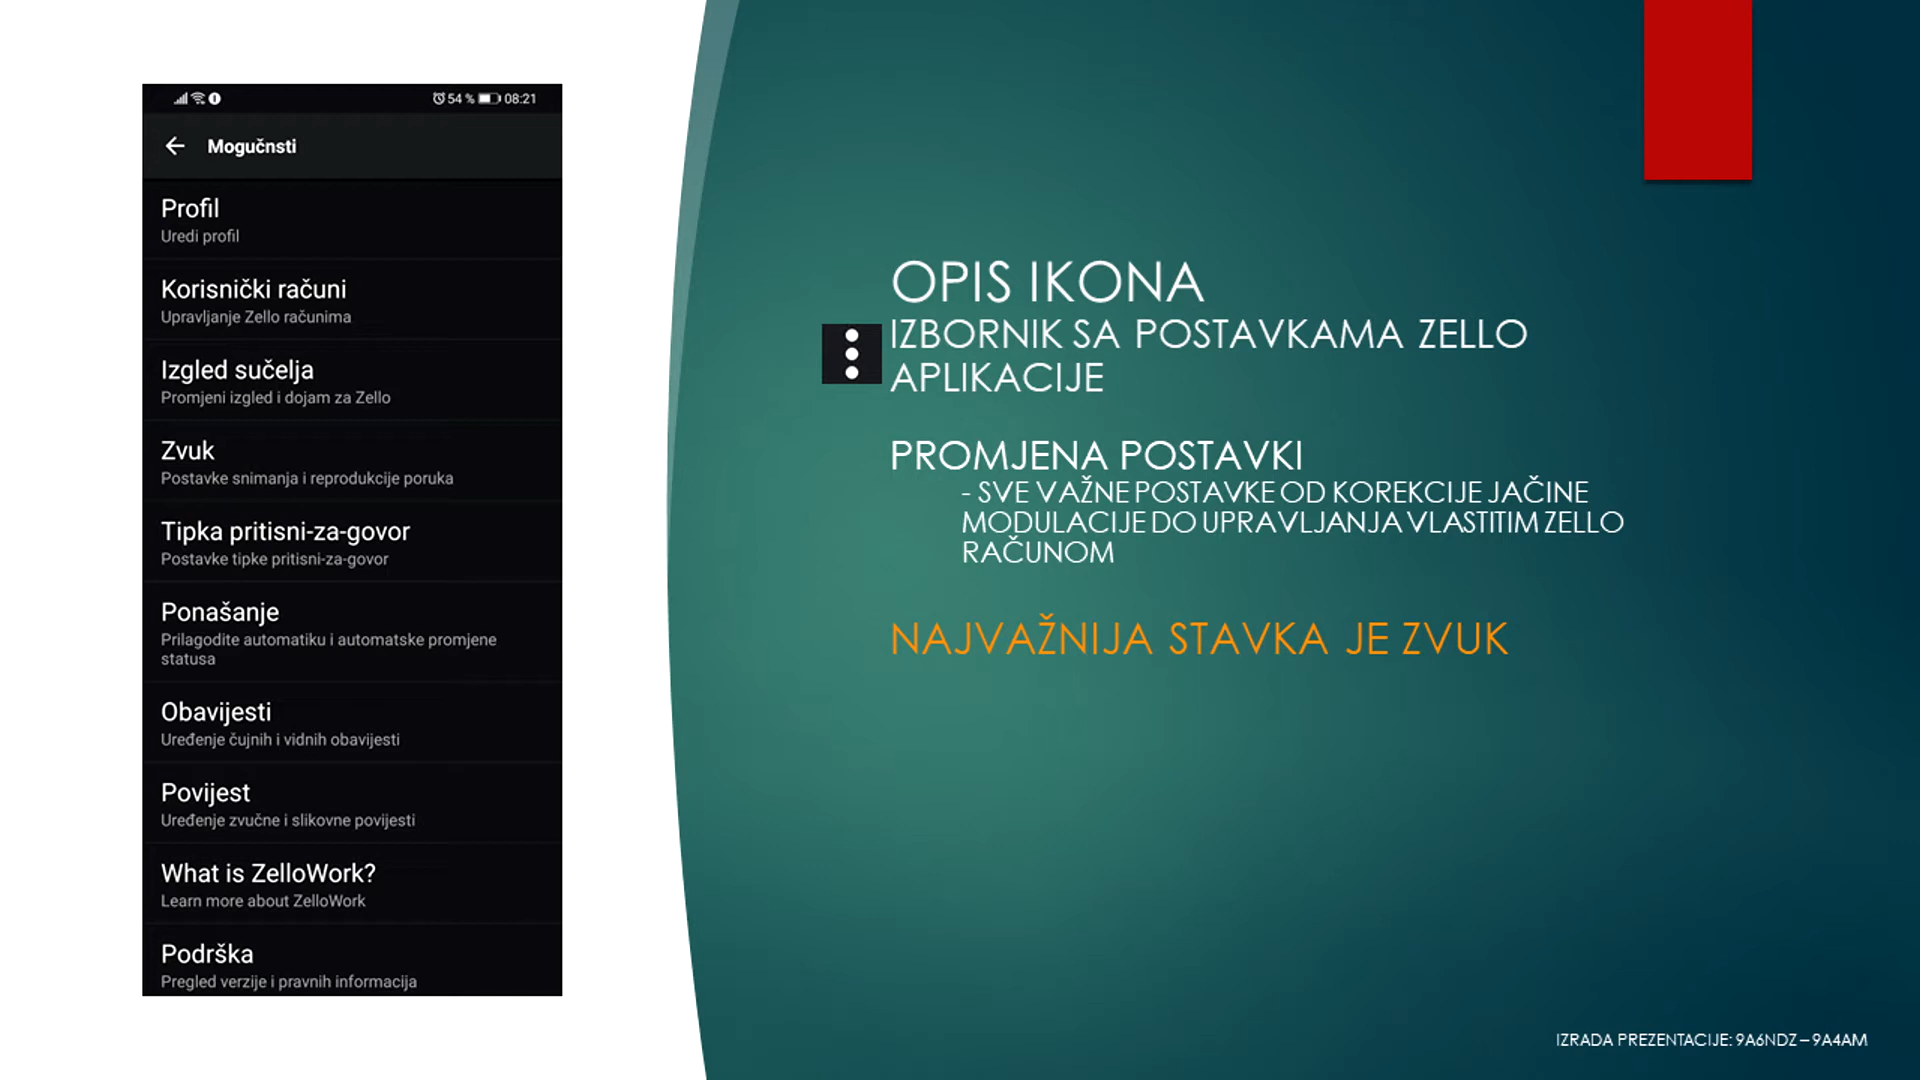 54 % 08:21
Mogučnsti
Profil
Uredi profil
Korisnički računi
Upravljanje Zello računima
Izgled sučelja
Promjeni izgled i dojam za Zello
Zvuk
Postavke snimanja i reprodukcije poruka
Tipka pritisni-za-govor
Postavke tipke pritisni-za-govor
Ponašanje
Prilagodite automatiku i automatske promjene
statusa
Obavijesti
Uređenje čujnih i vidnih obavijesti
Povijest
Uređenje zvučne i slikovne povijesti
What is ZelloWork?
Learn more about ZelloWork
Podrška
Pregled verzije i pravnih informacija
OPIS IKONA
IZBORNIK SA POSTAVKAMA ZELLO
APLIKACIJE
PROMJENA POSTAVKI
- SVE VAŽNE POSTAVKE OD KOREKCIJE JAČINE
MODULACIJE DO UPRAVLJANJA VLASTITIM ZELLO
RAČUNOM
NAJVAŽNIJA STAVKA JE ZVUK
IZRADA PREZENTACIJE: 9A6NDZ – 9A4AM